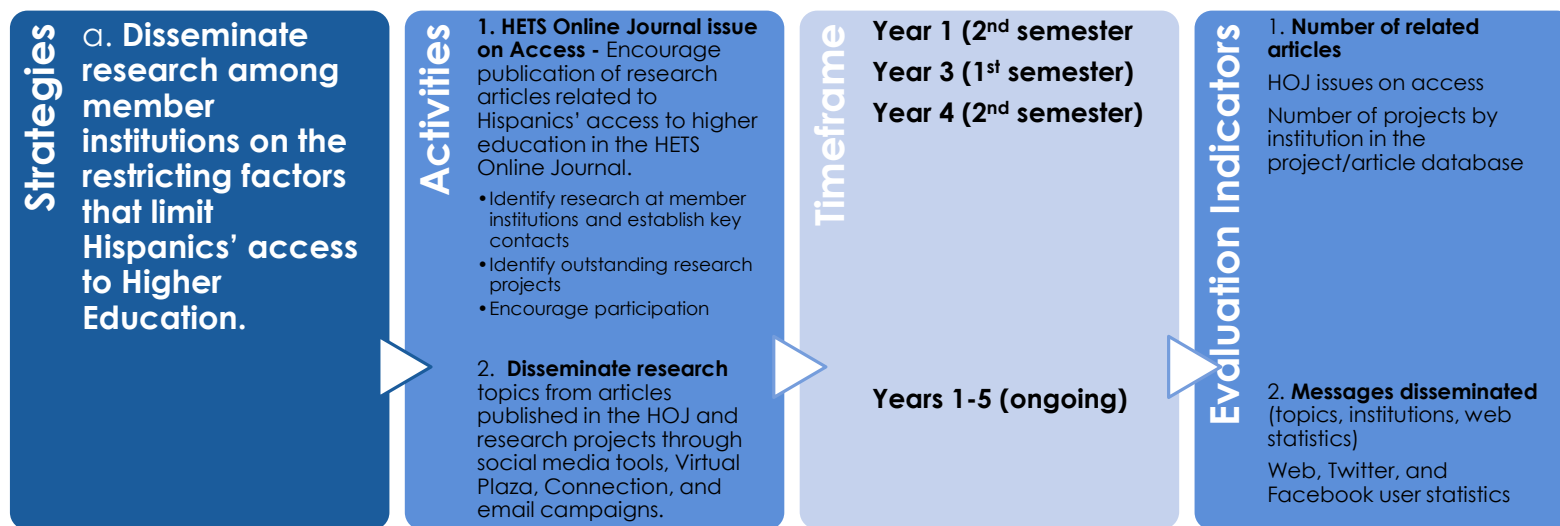 Strategies
a. Disseminate
research among
member
institutions on the
restricting factors
that limit
Hispanics’ access
to Higher
Education.
Activities
1. HETS Online Journal issue
on Access - Encourage
publication of research
articles related to
Hispanics’ access to higher
education in the HETS
Online Journal.
•Identify research at member
institutions and establish key
contacts
•Identify outstanding research
projects
•Encourage participation
2. Disseminate research
topics from articles
published in the HOJ and
research projects through
social media tools, Virtual
Plaza, Connection, and
email campaigns.
Timeframe
Year 1 (2nd semester
Year 3 (1st semester)
Year 4 (2nd semester)
Years 1-5 (ongoing)
Evaluation Indicators
1. Number of related
articles
HOJ issues on access
Number of projects by
institution in the
project/article database
2. Messages disseminated
(topics, institutions, web
statistics)
Web, Twitter, and
Facebook user statistics